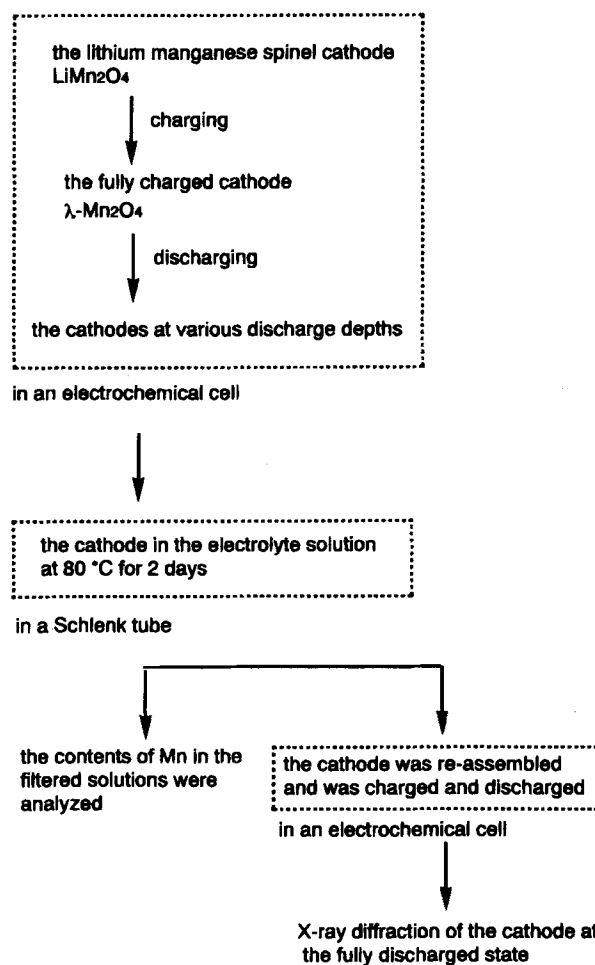 the lithium manganese spinel cathode
LiMn2O4
charging
the fully charged cathode
λ-Mn2O4
discharging
the cathodes at various discharge depths
in an electrochemical cell
the cathode in the electrolyte solution
at 80 °C for 2 days
in a Schlenk tube
the contents of Mn in the
filtered solutions were
analyzed
the cathode was re-assembled
and was charged and discharged
in an electrochemical cell
X-ray diffraction of the cathode at
the fully discharged state